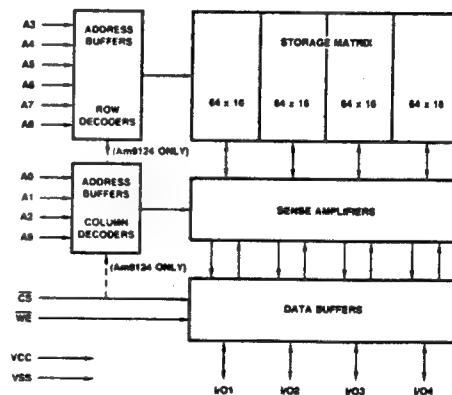 A3
A4
A5
A6
A7
A8
ADDRESS
BUFFERS
ROW
DECODERS
STORAGE MATRIX
64 x 16
64 x 16
64 x 16
64 x 16
(Am9124 ONLY)
A0
A1
A2
A9
ADDRESS
BUFFERS
COLUMN
DECODERS
SENSE AMPLIFIERS
(Am9124 ONLY)
CS
WE
DATA BUFFERS
VCC
VSS
I/O1
I/O2
I/O3
I/O4